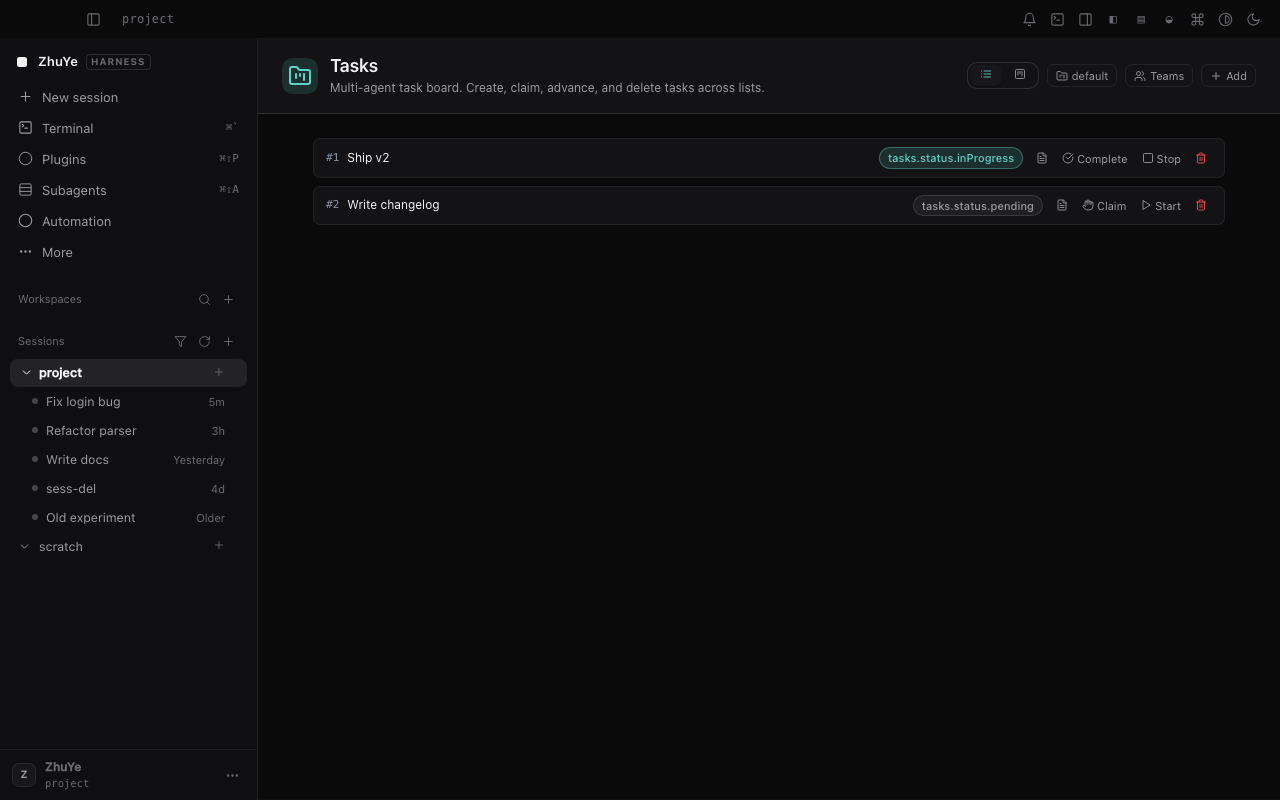 project
ZhuYe HARNESS
New session
Terminal ⌘`
Plugins ⌘⇧P
Subagents ⌘⇧A
Automation
More
Workspaces
Sessions
project
Fix login bug 5m
Refactor parser 3h
Write docs Yesterday
sess-del 4d
Old experiment Older
scratch
Z ZhuYe
project
Tasks
Multi-agent task board. Create, claim, advance, and delete tasks across lists.
default Teams Add
#1 Ship v2 tasks.status.inProgress Complete Stop
#2 Write changelog tasks.status.pending Claim Start